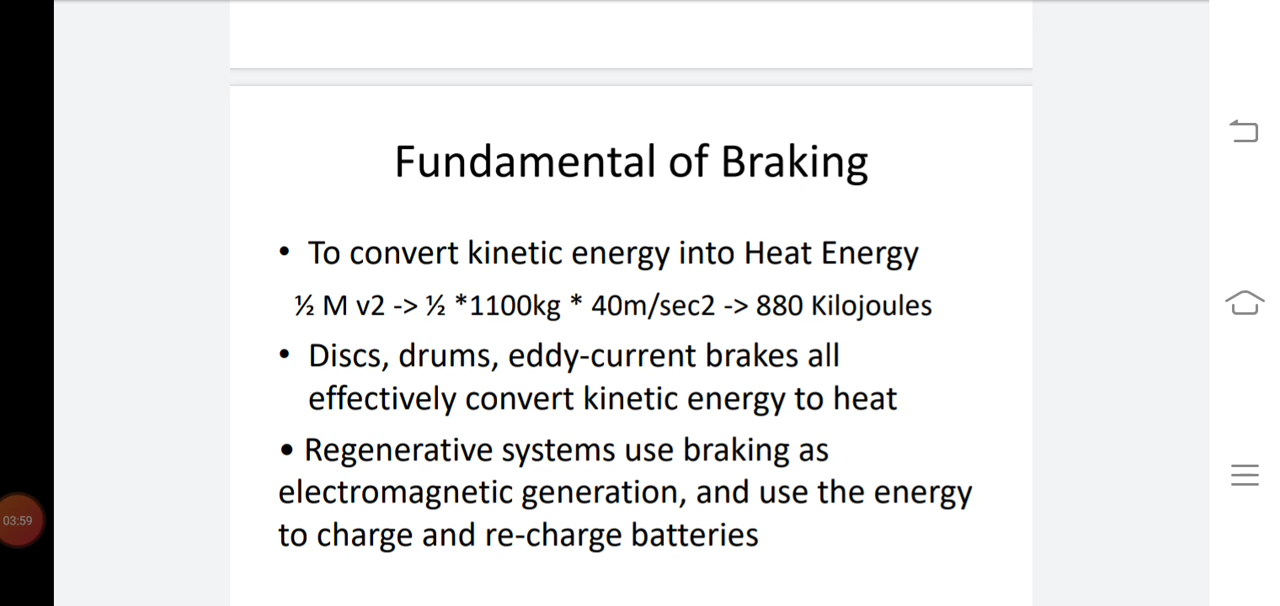 Fundamental of Braking
• To convert kinetic energy into Heat Energy
½ M v2 -> ½ *1100kg * 40m/sec2 -> 880 Kilojoules
• Discs, drums, eddy-current brakes all
effectively convert kinetic energy to heat
• Regenerative systems use braking as
electromagnetic generation, and use the energy
to charge and re-charge batteries
03:59